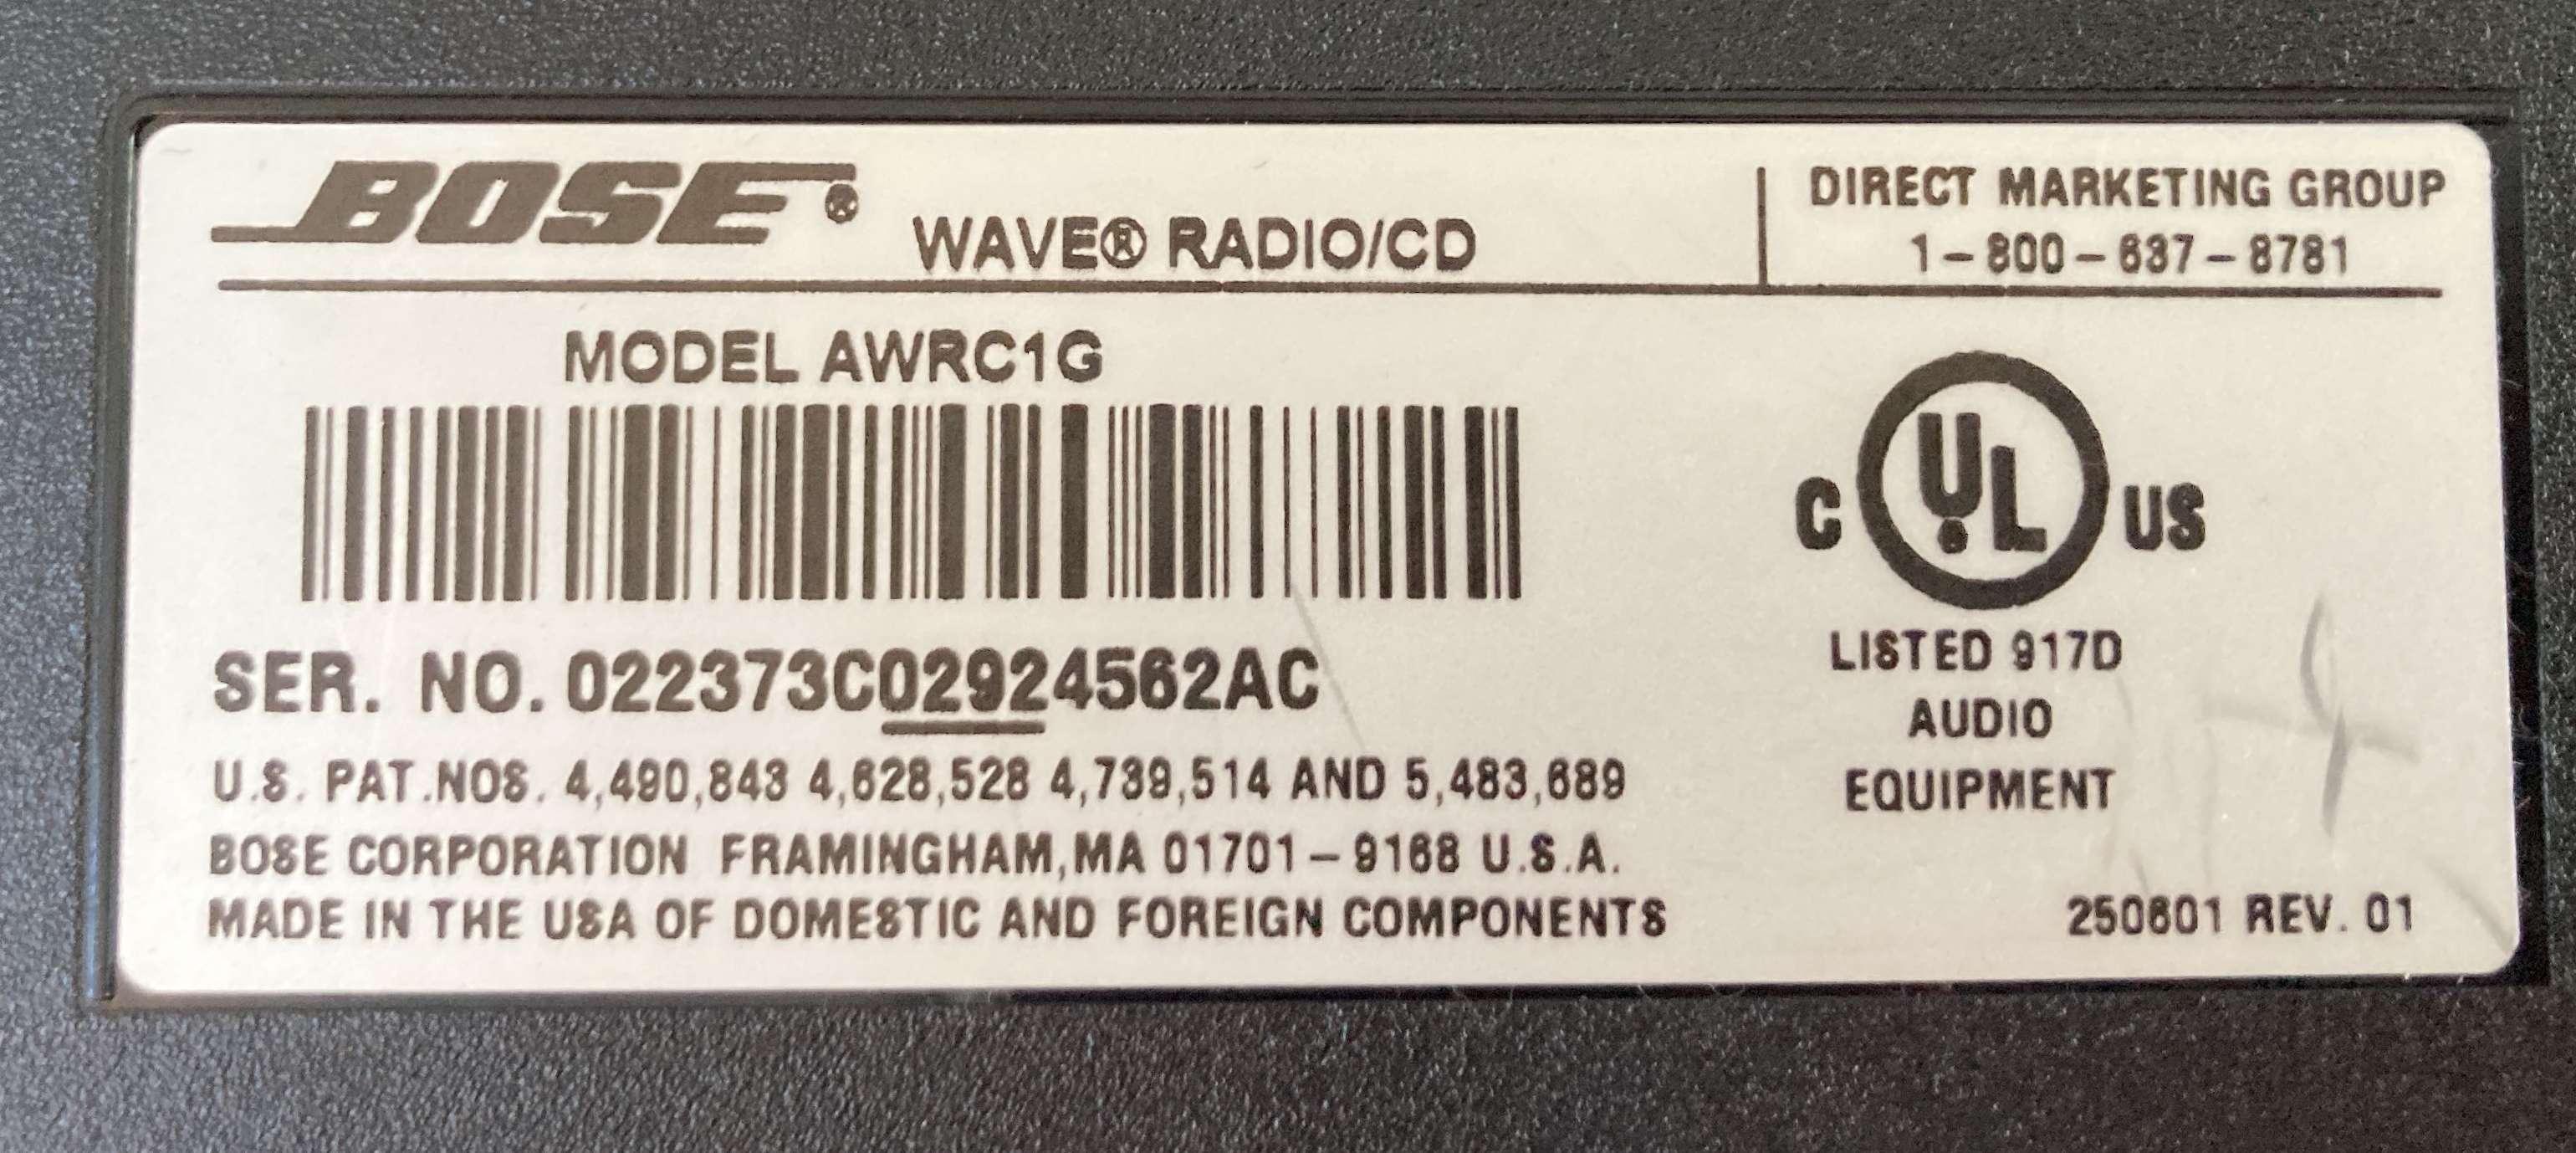 BOSE®
WAVE® RADIO/CD
DIRECT MARKETING GROUP
1-800-637-8781
MODEL AWRC1G
C UL US
LISTED 917D
AUDIO
EQUIPMENT
SER. NO. 022373C02924562AC
U.S. PAT.NOS. 4,490,843 4,628,528 4,739,514 AND 5,483,689
BOSE CORPORATION FRAMINGHAM,MA 01701-9168 U.S.A.
MADE IN THE USA OF DOMESTIC AND FOREIGN COMPONENTS
250601 REV. 01